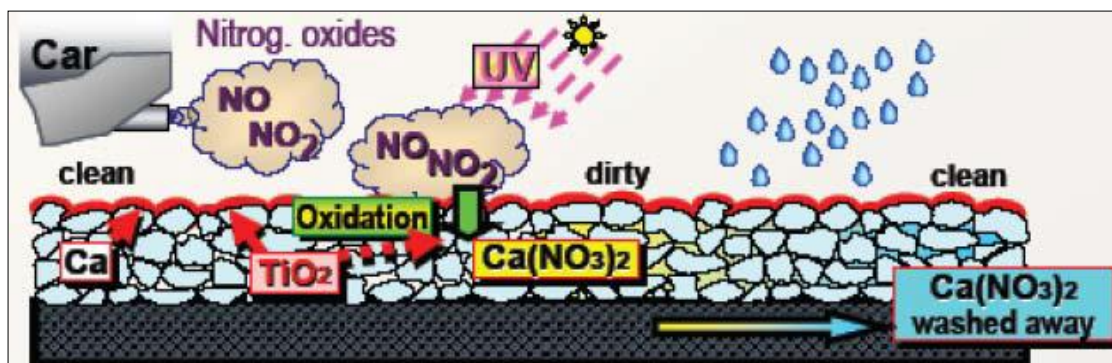 Car
Nitrog. oxides
NO
NO₂
UV
NO NO₂
clean
dirty
clean
Oxidation
Ca
TiO₂
Ca(NO₃)₂
Ca(NO₃)₂
washed away